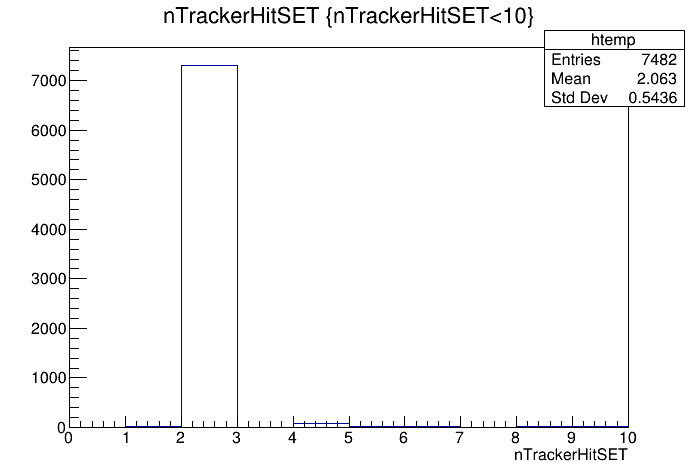 nTrackerHitSET {nTrackerHitSET<10}
htemp
Entries 7482
Mean 2.063
Std Dev 0.5436
7000
6000
5000
4000
3000
2000
1000
0
0 1 2 3 4 5 6 7 8 9 10
nTrackerHitSET